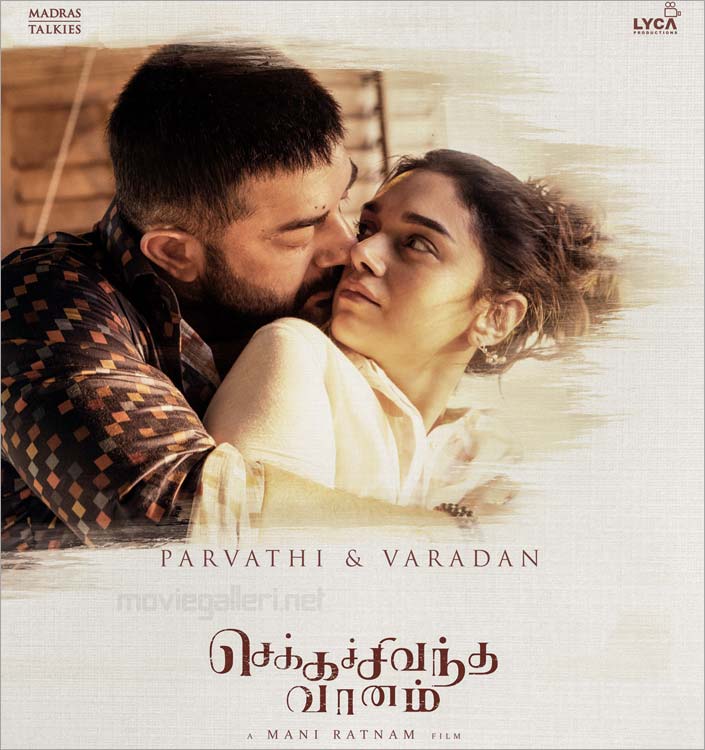 MADRAS
TALKIES
LYCA
PRODUCTIONS
PARVATHI & VARADAN
moviegalleri.net
செக்கச்சிவந்த
வானம்
A MANI RATNAM FILM